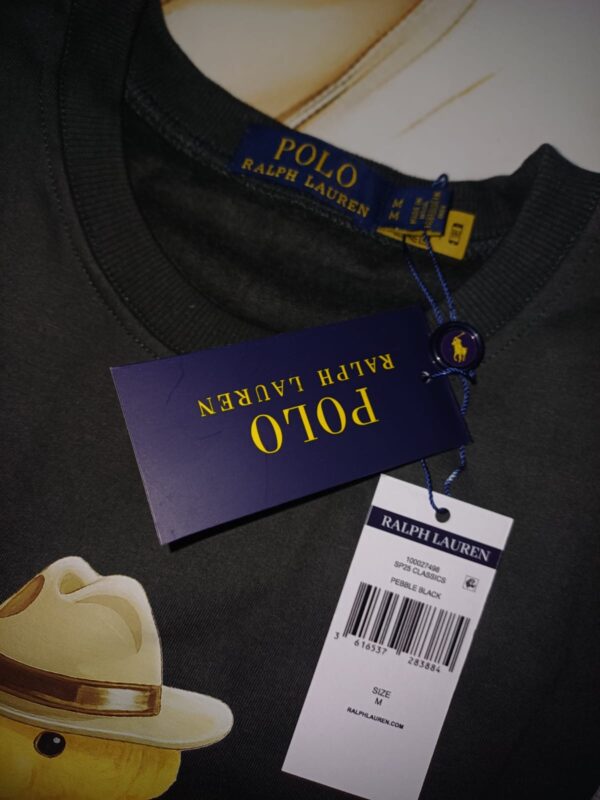 POLO
RALPH LAUREN
M
M
POLO
RALPH LAUREN
RALPH LAUREN
100027498
SP25 CLASSICS
PEBBLE BLACK
3 616537 283884
SIZE
M
RALPHLAUREN.COM